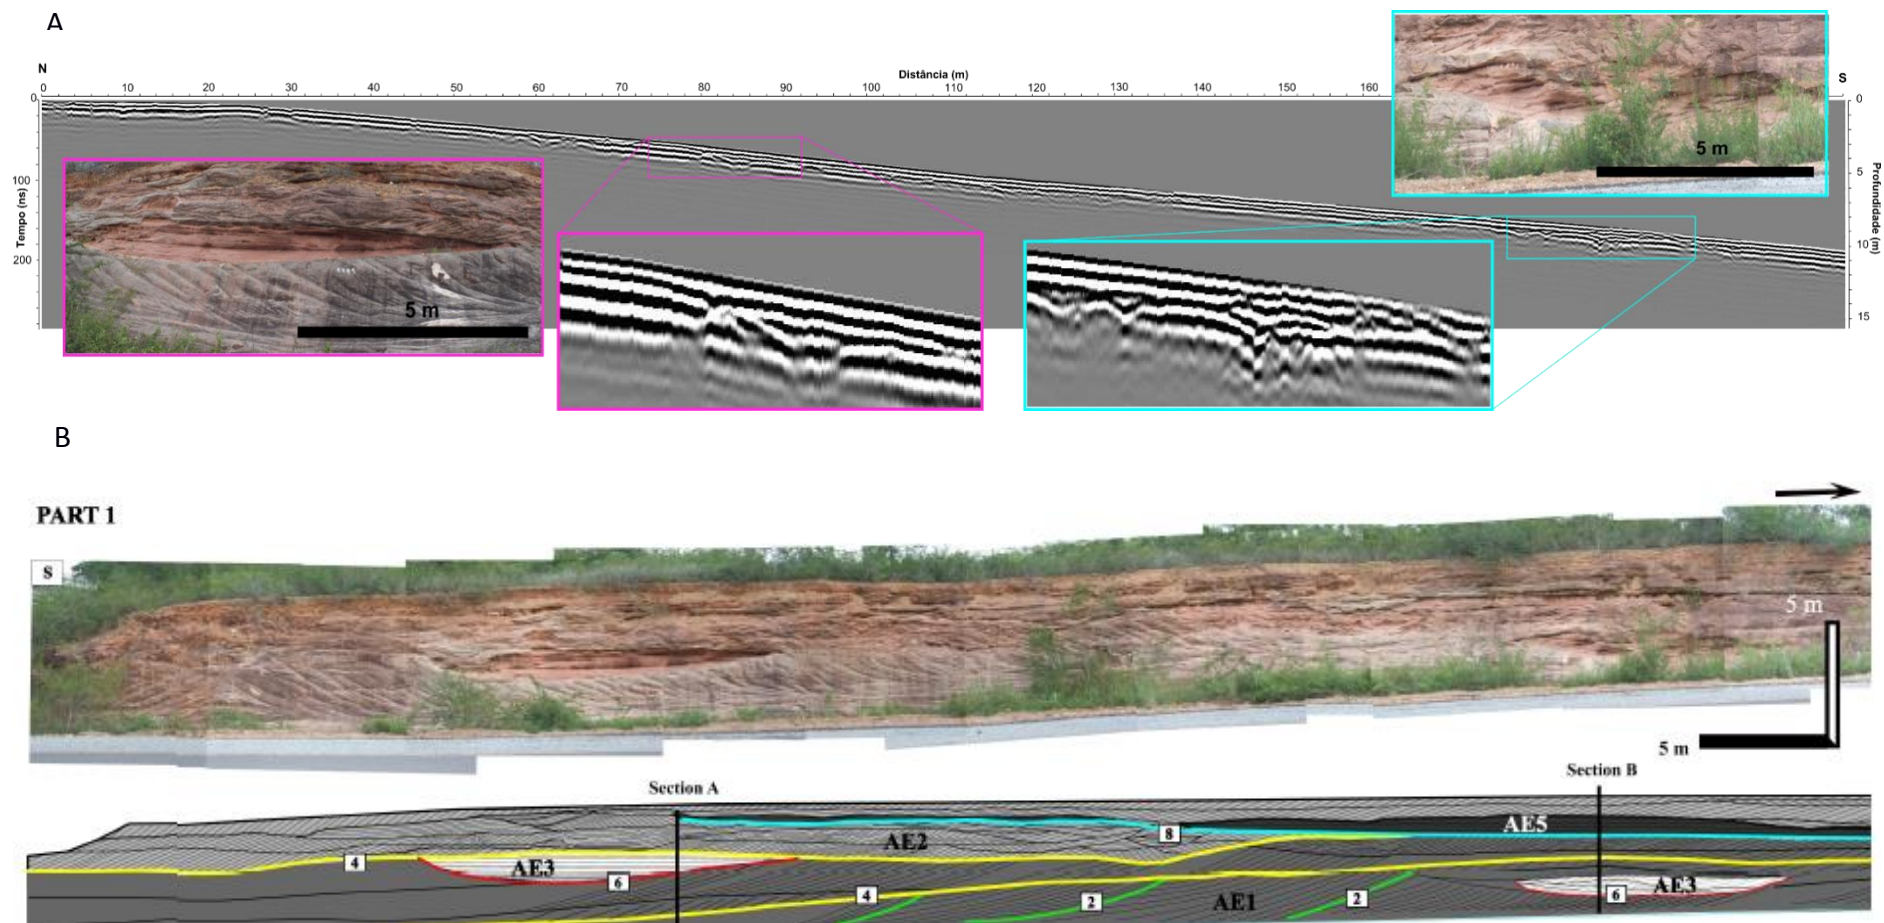 A
N
Distância (m)
S
0 10 20 30 40 50 60 70 80 90 100 110 120 130 140 150 160
0
100
200
Tempo (ns)
0
5
10
15
Profundidade (m)
5 m
5 m
B
PART 1
S
5 m
5 m
Section A
Section B
4
AE3
6
AE2
8
AE5
4
2
AE1
2
6
AE3